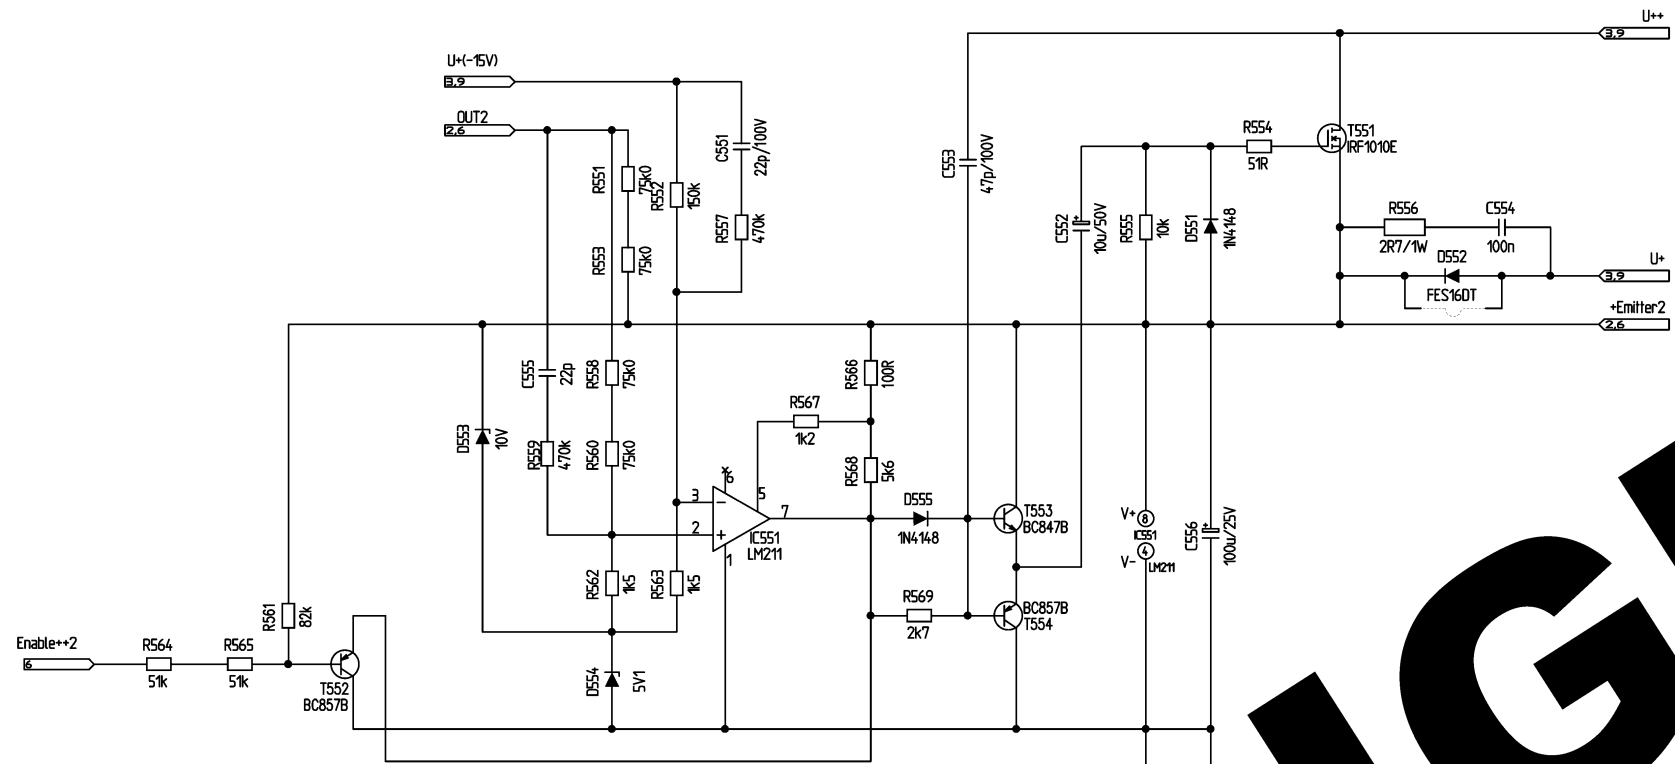 U++
3,9
U+(-15V)
3,9
OUT2
2,6
C551
22p/100V
R551
75k0
R552
150k
R557
470k
R553
75k0
C553
47p/100V
R554
51R
T551
IRF1010E
C552
10u/50V
R555
10k
D551
1N4148
R556
2R7/1W
C554
100n
D552
FES16DT
U+
3,9
+Emitter2
2,6
C555
22p
R558
75k0
R566
100R
R567
1k2
D553
10V
R559
470k
R560
75k0
R568
5k6
3
2
6
5
7
1
IC551
LM211
D555
1N4148
T553
BC847B
V+
8
IC551
4
V-
LM211
C556
100u/25V
R562
1k5
R563
1k5
R569
2k7
BC857B
T554
R561
82k
Enable++2
6
R564
51k
R565
51k
T552
BC857B
D554
5V1